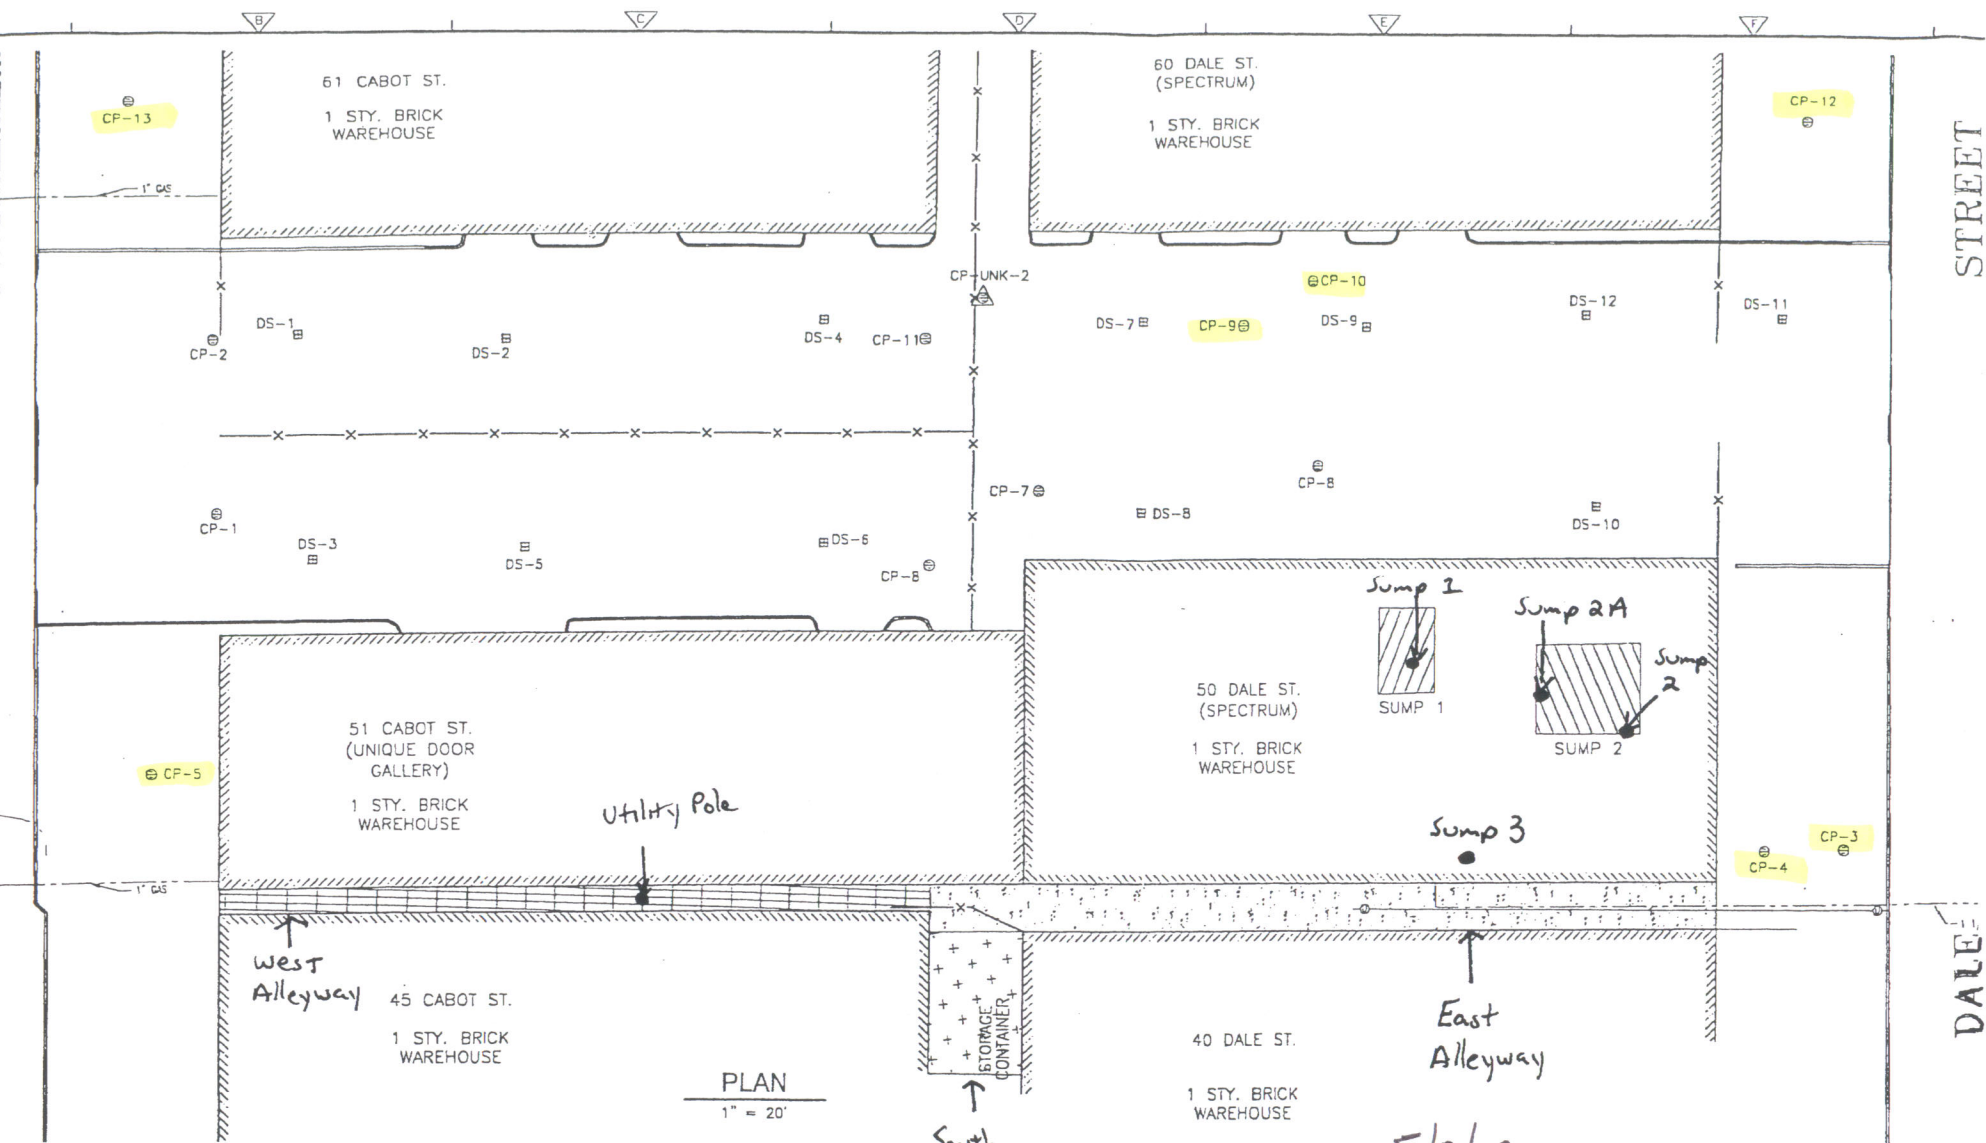 B
C
D
E
F
61 CABOT ST.
1 STY. BRICK
WAREHOUSE
60 DALE ST.
(SPECTRUM)
1 STY. BRICK
WAREHOUSE
CP-13
CP-12
STREET
1" GAS
CP-UNK-2
CP-10
DS-12
DS-11
DS-1
CP-2
DS-2
DS-4
CP-11
DS-7
CP-9
DS-9
CP-7
CP-8
DS-8
DS-10
CP-1
DS-3
DS-5
DS-6
CP-8
Sump 1
Sump 2A
Sump
2
SUMP 1
SUMP 2
50 DALE ST.
(SPECTRUM)
1 STY. BRICK
WAREHOUSE
51 CABOT ST.
(UNIQUE DOOR
GALLERY)
1 STY. BRICK
WAREHOUSE
CP-5
Utility Pole
Sump 3
CP-3
CP-4
1" GAS
West
Alleyway
45 CABOT ST.
1 STY. BRICK
WAREHOUSE
STORAGE
CONTAINER
East
Alleyway
40 DALE ST.
1 STY. BRICK
WAREHOUSE
DALE
PLAN
1" = 20'